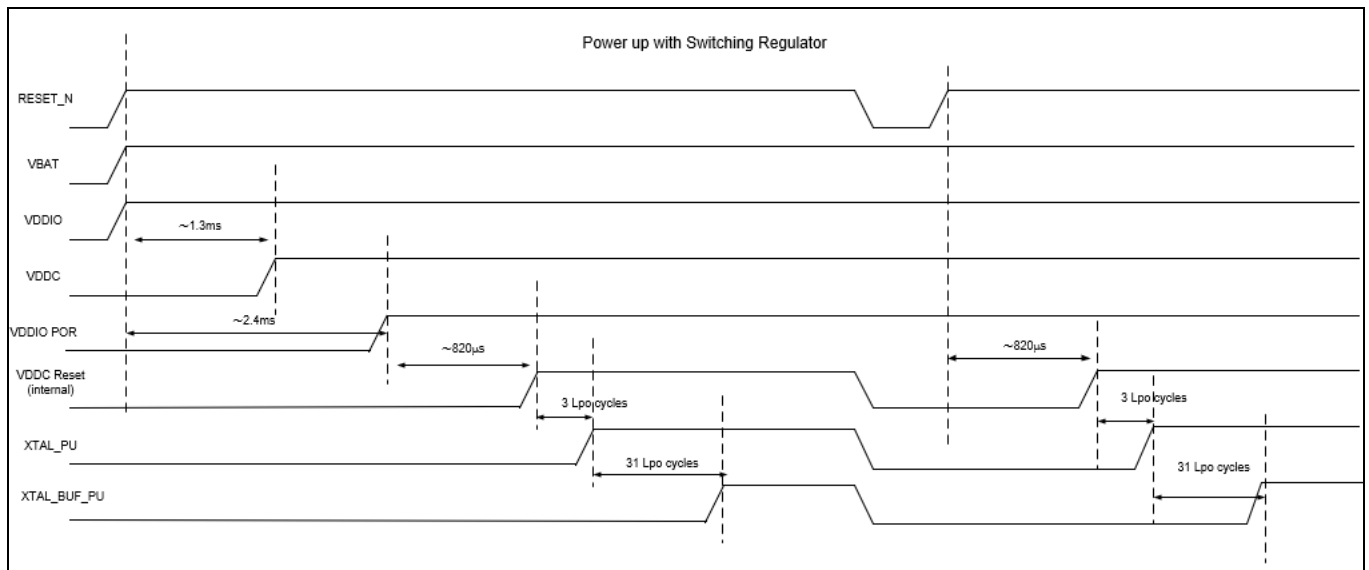 Power up with Switching Regulator
RESET_N
VBAT
VDDIO
~1.3ms
VDDC
~2.4ms
VDDIO POR
~820µs
~820µs
VDDC Reset
(internal)
3 Lpo cycles
3 Lpo cycles
XTAL_PU
31 Lpo cycles
31 Lpo cycles
XTAL_BUF_PU